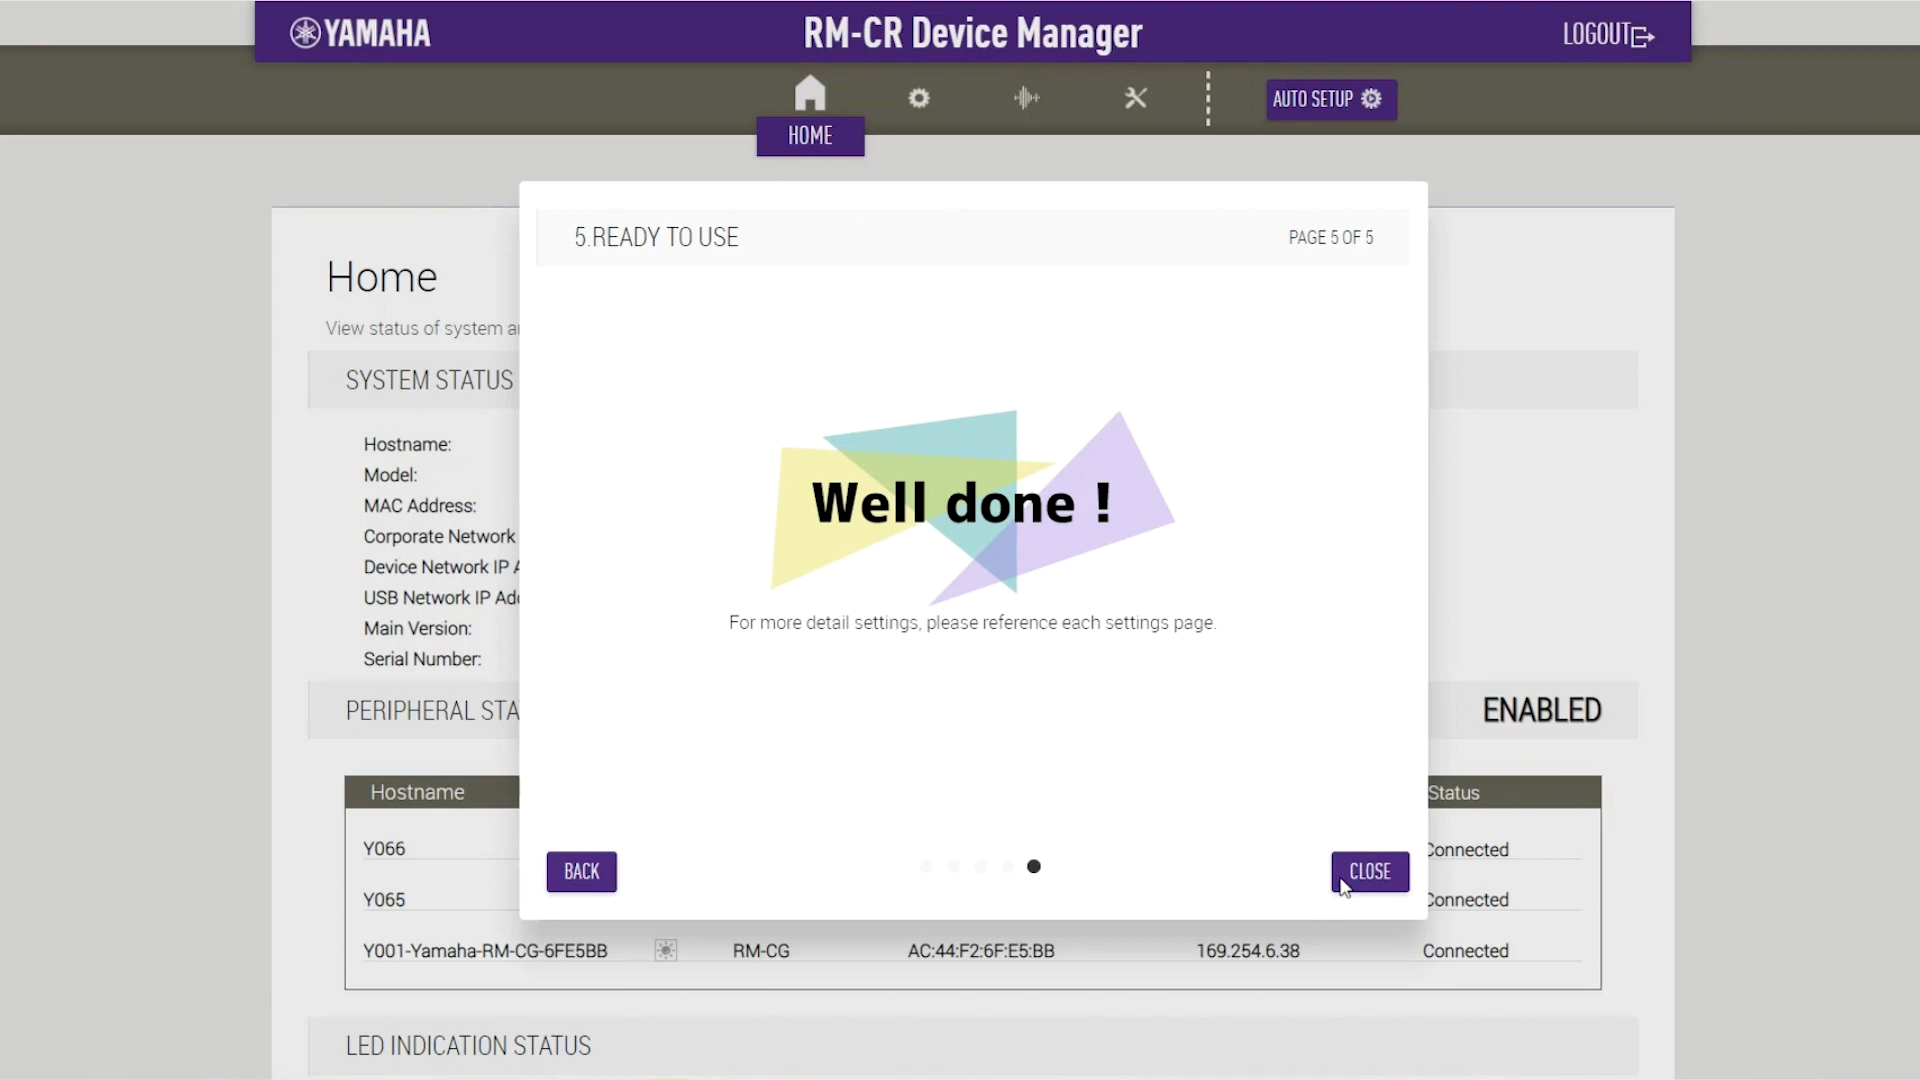 YAMAHA
RM-CR Device Manager
LOGOUT
AUTO SETUP
HOME
5.READY TO USE
PAGE 5 OF 5
Home
View status of system
SYSTEM STATUS
Well done !
Hostname:
Model:
MAC Address:
Corporate Network
Device Network IP
USB Network IP
Main Version:
Serial Number:
For more detail settings, please reference each settings page.
PERIPHERAL
ENABLED
Hostname
Status
Y066
Connected
Y065
Connected
BACK
CLOSE
Y001-Yamaha-RM-CG-6FE5BB
RM-CG
AC:44:F2:6F:E5:BB
169.254.6.38
Connected
LED INDICATION STATUS